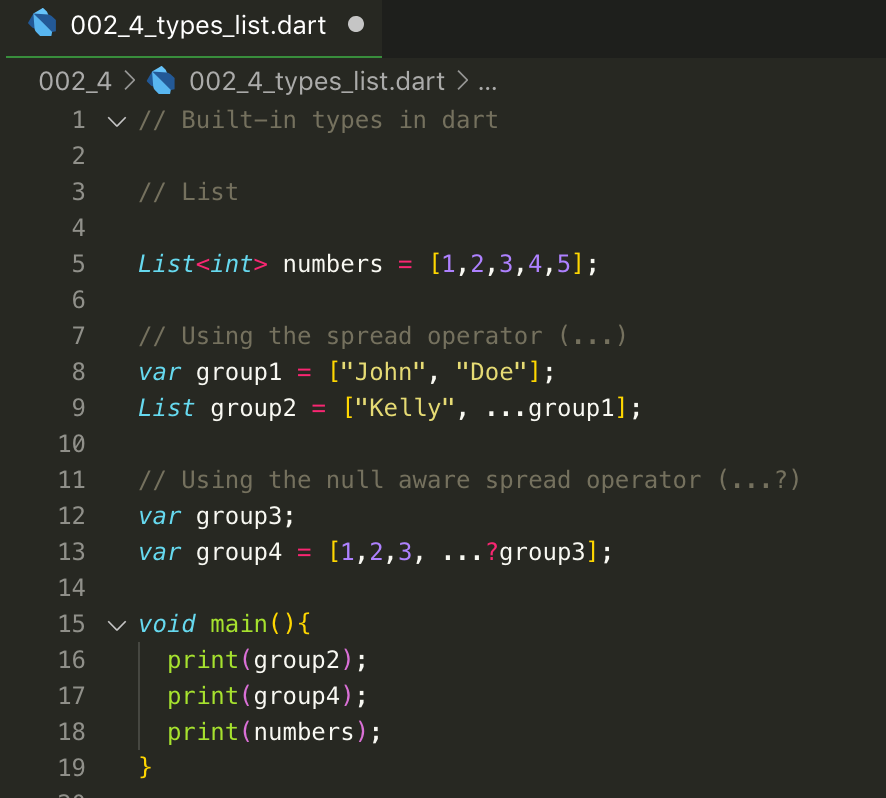 002_4_types_list.dart
002_4 > 002_4_types_list.dart > ...
1 // Built-in types in dart
2
3 // List
4
5 List<int> numbers = [1,2,3,4,5];
6
7 // Using the spread operator (...)
8 var group1 = ["John", "Doe"];
9 List group2 = ["Kelly", ...group1];
10
11 // Using the null aware spread operator (...?)
12 var group3;
13 var group4 = [1,2,3, ...?group3];
14
15 void main(){
16   print(group2);
17   print(group4);
18   print(numbers);
19 }